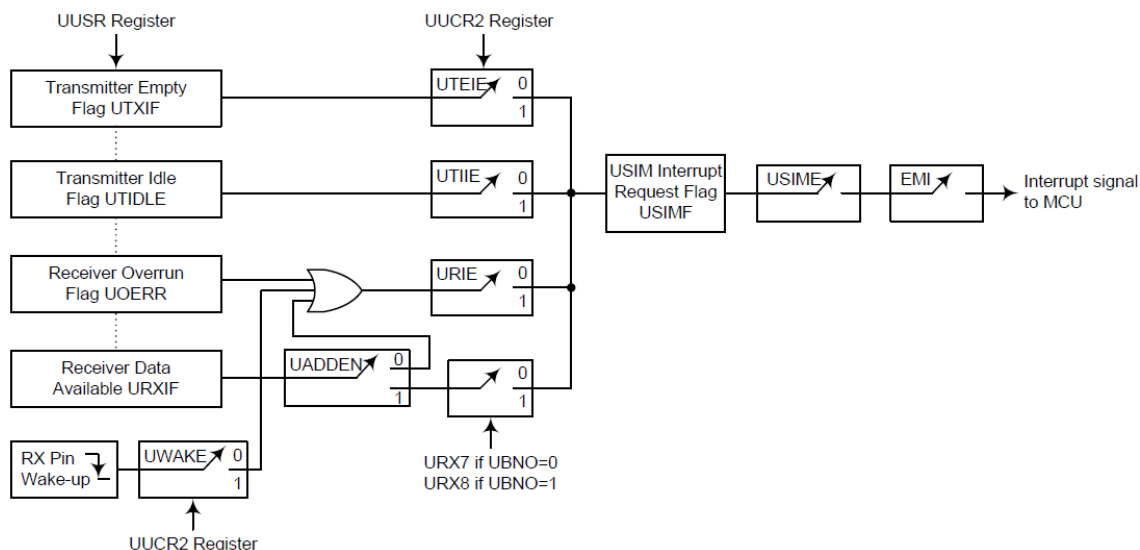 UUSR Register
UUCR2 Register
Transmitter Empty
Flag UTXIF
UTEIE
0
1
Transmitter Idle
Flag UTIDLE
UTIIE
0
1
USIM Interrupt
Request Flag
USIMF
USIME
EMI
Interrupt signal
to MCU
Receiver Overrun
Flag UOERR
URIE
0
1
Receiver Data
Available URXIF
UADDEN
0
1
0
1
RX Pin
Wake-up
UWAKE
0
1
URX7 if UBNO=0
URX8 if UBNO=1
UUCR2 Register